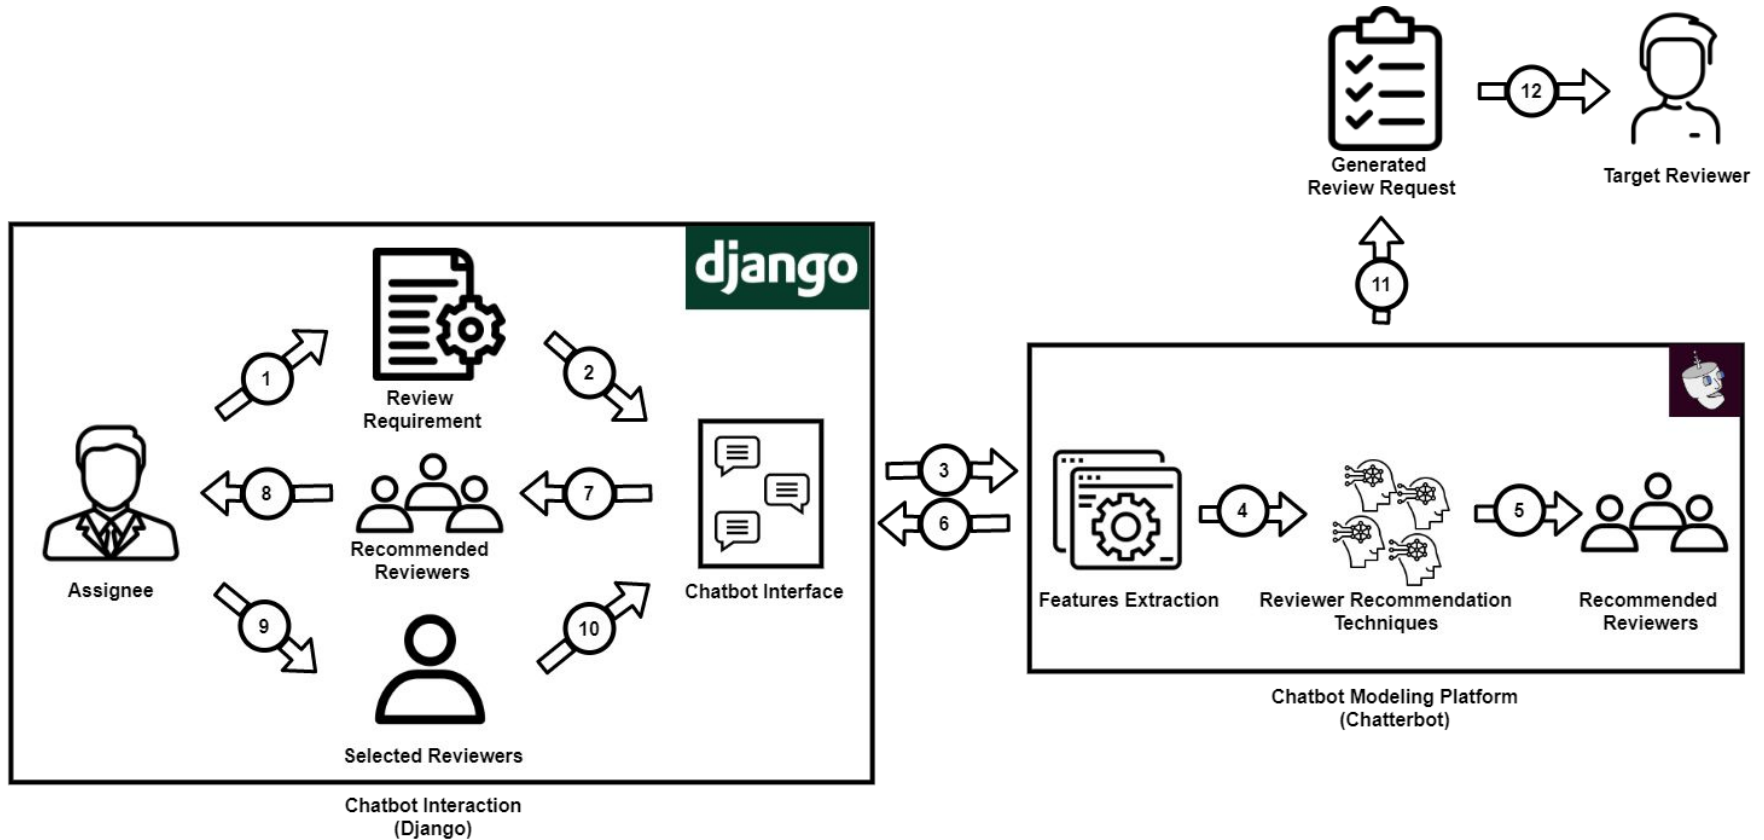 12
Generated
Review Request
Target Reviewer
django
11
1
2
Review
Requirement
3
8
7
6
4
5
Recommended
Reviewers
Assignee
Chatbot Interface
Features Extraction
Reviewer Recommendation
Techniques
Recommended
Reviewers
9
10
Selected Reviewers
Chatbot Modeling Platform
(Chatterbot)
Chatbot Interaction
(Django)